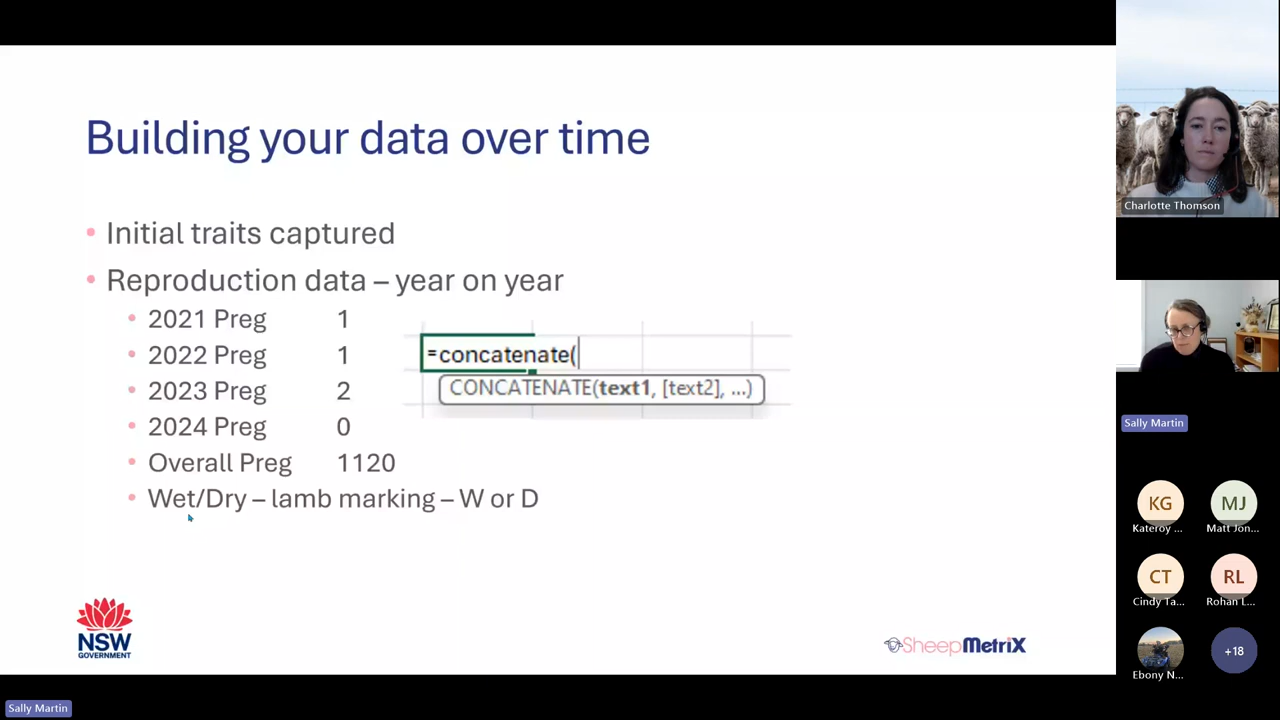 Building your data over time
• Initial traits captured
• Reproduction data – year on year
• 2021 Preg 1
• 2022 Preg 1
• 2023 Preg 2
• 2024 Preg 0
• Overall Preg 1120
• Wet/Dry – lamb marking – W or D
=concatenate(
CONCATENATE(text1, [text2], ...)
NSW
GOVERNMENT
SheepMetriX
Sally Martin
Charlotte Thomson
Sally Martin
KG
Kateroy ...
MJ
Matt Jon...
CT
Cindy Ta...
RL
Rohan L...
Ebony N...
+18